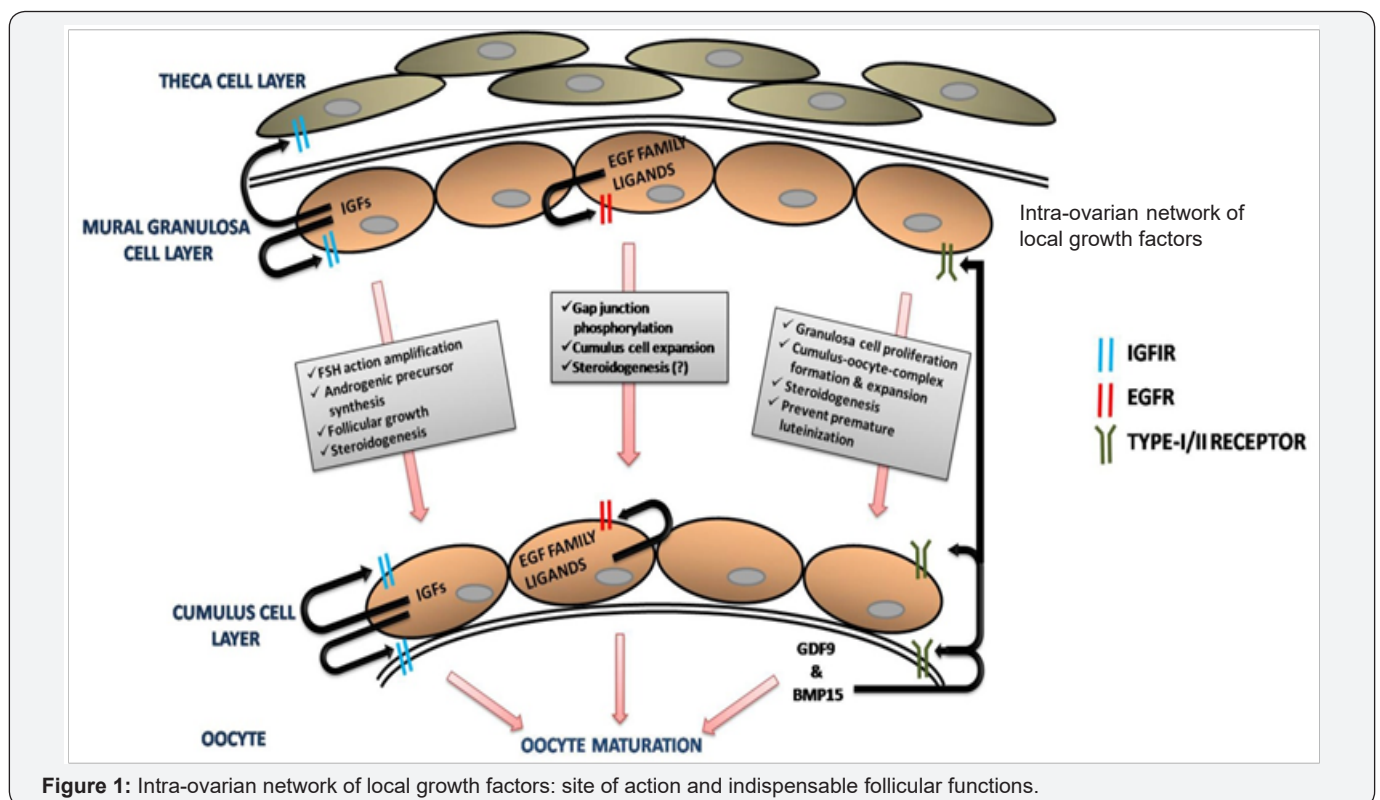 THECA CELL LAYER
EGF FAMILY
LIGANDS
IGFs
MURAL GRANULOSA
CELL LAYER
Intra-ovarian network of
local growth factors
✓FSH action amplification
✓ Androgenic precursor
synthesis
✓Follicular growth
✓Steroidogenesis
✓Gap junction
phosphorylation
✓Cumulus cell expansion
✓Steroidogenesis (?)
✓ Granulosa cell proliferation
✓ Cumulus-oocyte-complex
formation & expansion
✓ Steroidogenesis
✓ Prevent premature
luteinization
IGFIR
EGFR
TYPE-I/II RECEPTOR
EGF FAMILY
LIGANDS
IGFs
CUMULUS CELL
LAYER
GDF9
&
BMP15
OOCYTE
OOCYTE MATURATION
Figure 1: Intra-ovarian network of local growth factors: site of action and indispensable follicular functions.